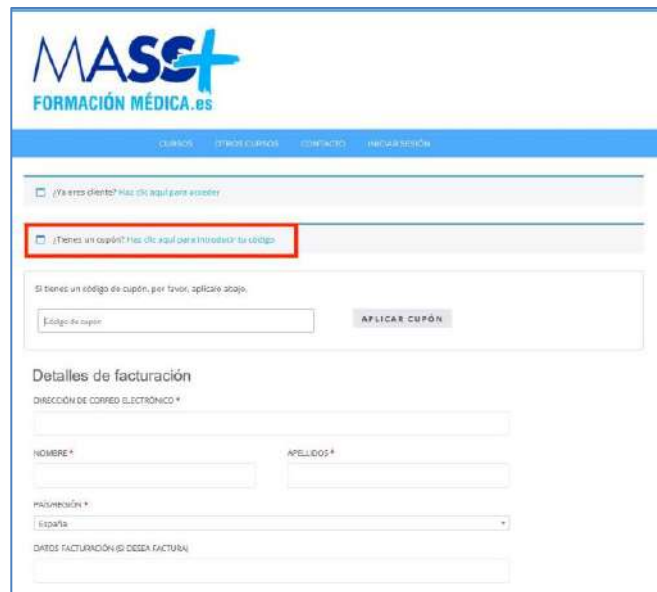 MASS+
FORMACIÓN MÉDICA.es
CURSOS OTROS CURSOS CONTACTO INICIAR SESIÓN
¿Ya eres cliente? Haz clic aquí para acceder
¿Tienes un cupón? Haz clic aquí para introducir tu código
Si tienes un código de cupón, por favor, aplícalo abajo.
Código de cupón APLICAR CUPÓN
Detalles de facturación
DIRECCIÓN DE CORREO ELECTRÓNICO *
NOMBRE * APELLIDOS *
PAÍS/REGIÓN *
España
DATOS FACTURACIÓN (SI DESEA FACTURA)